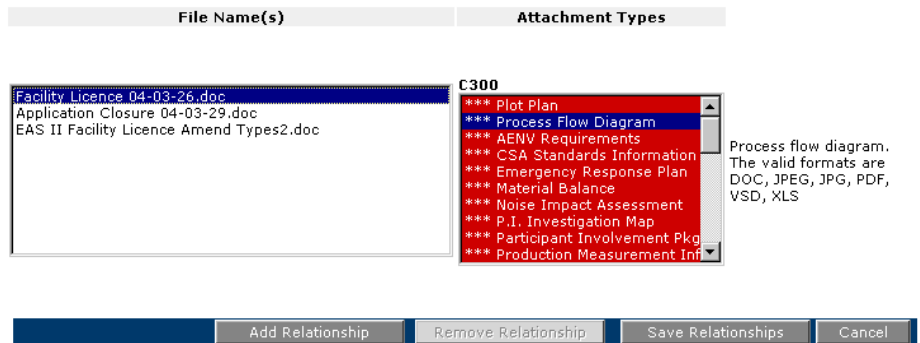 File Name(s)
Attachment Types
C300
Facility Licence 04-03-26.doc
Application Closure 04-03-29.doc
EAS II Facility Licence Amend Types2.doc
*** Plot Plan
*** Process Flow Diagram
*** AENV Requirements
*** CSA Standards Information
*** Emergency Response Plan
*** Material Balance
*** Noise Impact Assessment
*** P.I. Investigation Map
*** Participant Involvement Pkg
*** Production Measurement Inf
Process flow diagram.
The valid formats are
DOC, JPEG, JPG, PDF,
VSD, XLS
Add Relationship
Remove Relationship
Save Relationships
Cancel